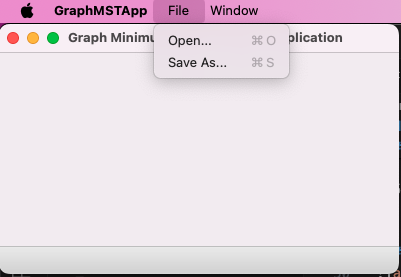 GraphMSTApp File Window
Graph Minimu plication
Open... ⌘ O
Save As... ⌘ S